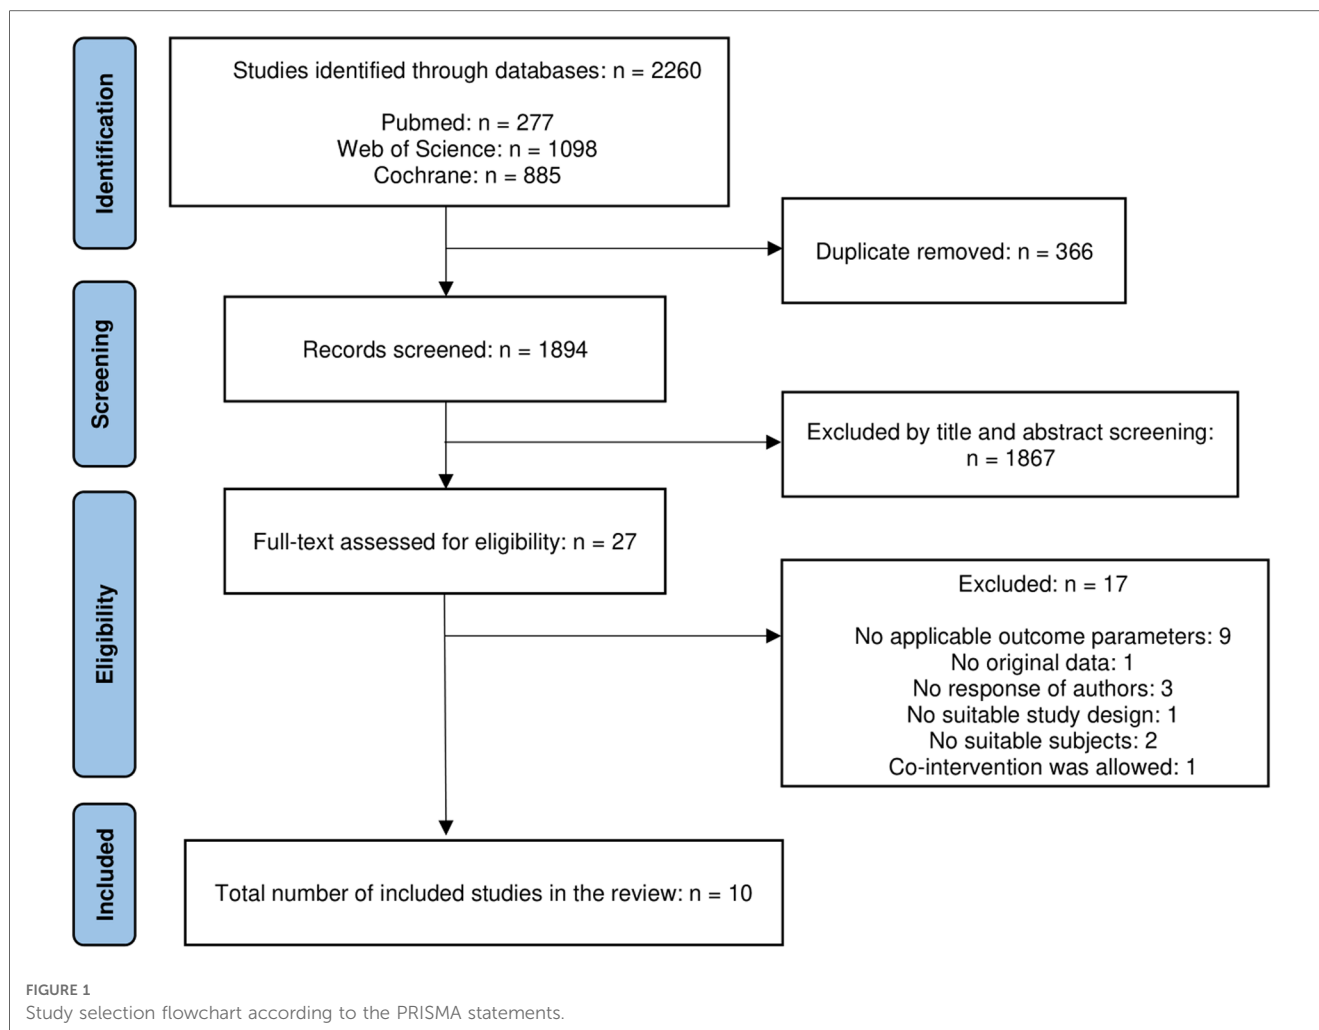 Identification
Studies identified through databases: n = 2260
Pubmed: n = 277
Web of Science: n = 1098
Cochrane: n = 885
Duplicate removed: n = 366
Screening
Records screened: n = 1894
Excluded by title and abstract screening:
n = 1867
Eligibility
Full-text assessed for eligibility: n = 27
Excluded: n = 17
No applicable outcome parameters: 9
No original data: 1
No response of authors: 3
No suitable study design: 1
No suitable subjects: 2
Co-intervention was allowed: 1
Included
Total number of included studies in the review: n = 10
FIGURE 1
Study selection flowchart according to the PRISMA statements.